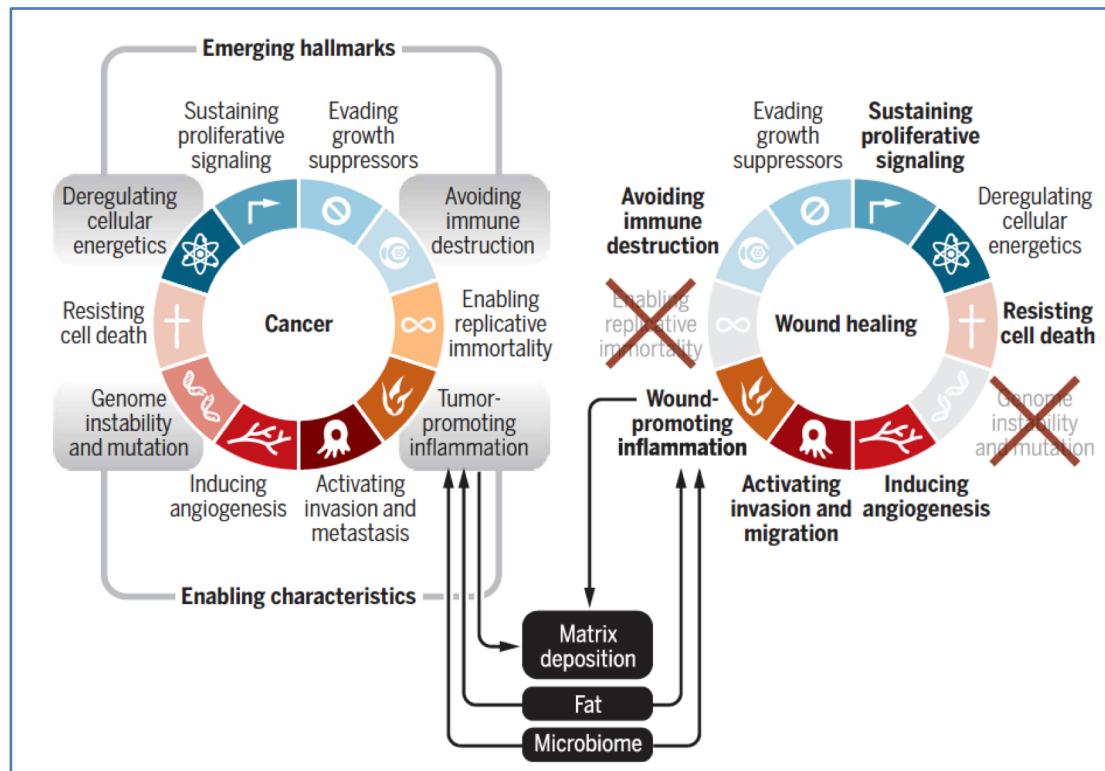 Emerging hallmarks
Sustaining
proliferative
signaling
Evading
growth
suppressors
Deregulating
cellular
energetics
Avoiding
immune
destruction
Resisting
cell death
Cancer
Enabling
replicative
immortality
Genome
instability
and mutation
Tumor-
promoting
inflammation
Inducing
angiogenesis
Activating
invasion and
metastasis
Enabling characteristics
Evading
growth
suppressors
Sustaining
proliferative
signaling
Avoiding
immune
destruction
Deregulating
cellular
energetics
Enabling
replicative
immortality
Wound healing
Resisting
cell death
Wound-
promoting
inflammation
Genome
instability
and mutation
Activating
invasion and
migration
Inducing
angiogenesis
Matrix
deposition
Fat
Microbiome